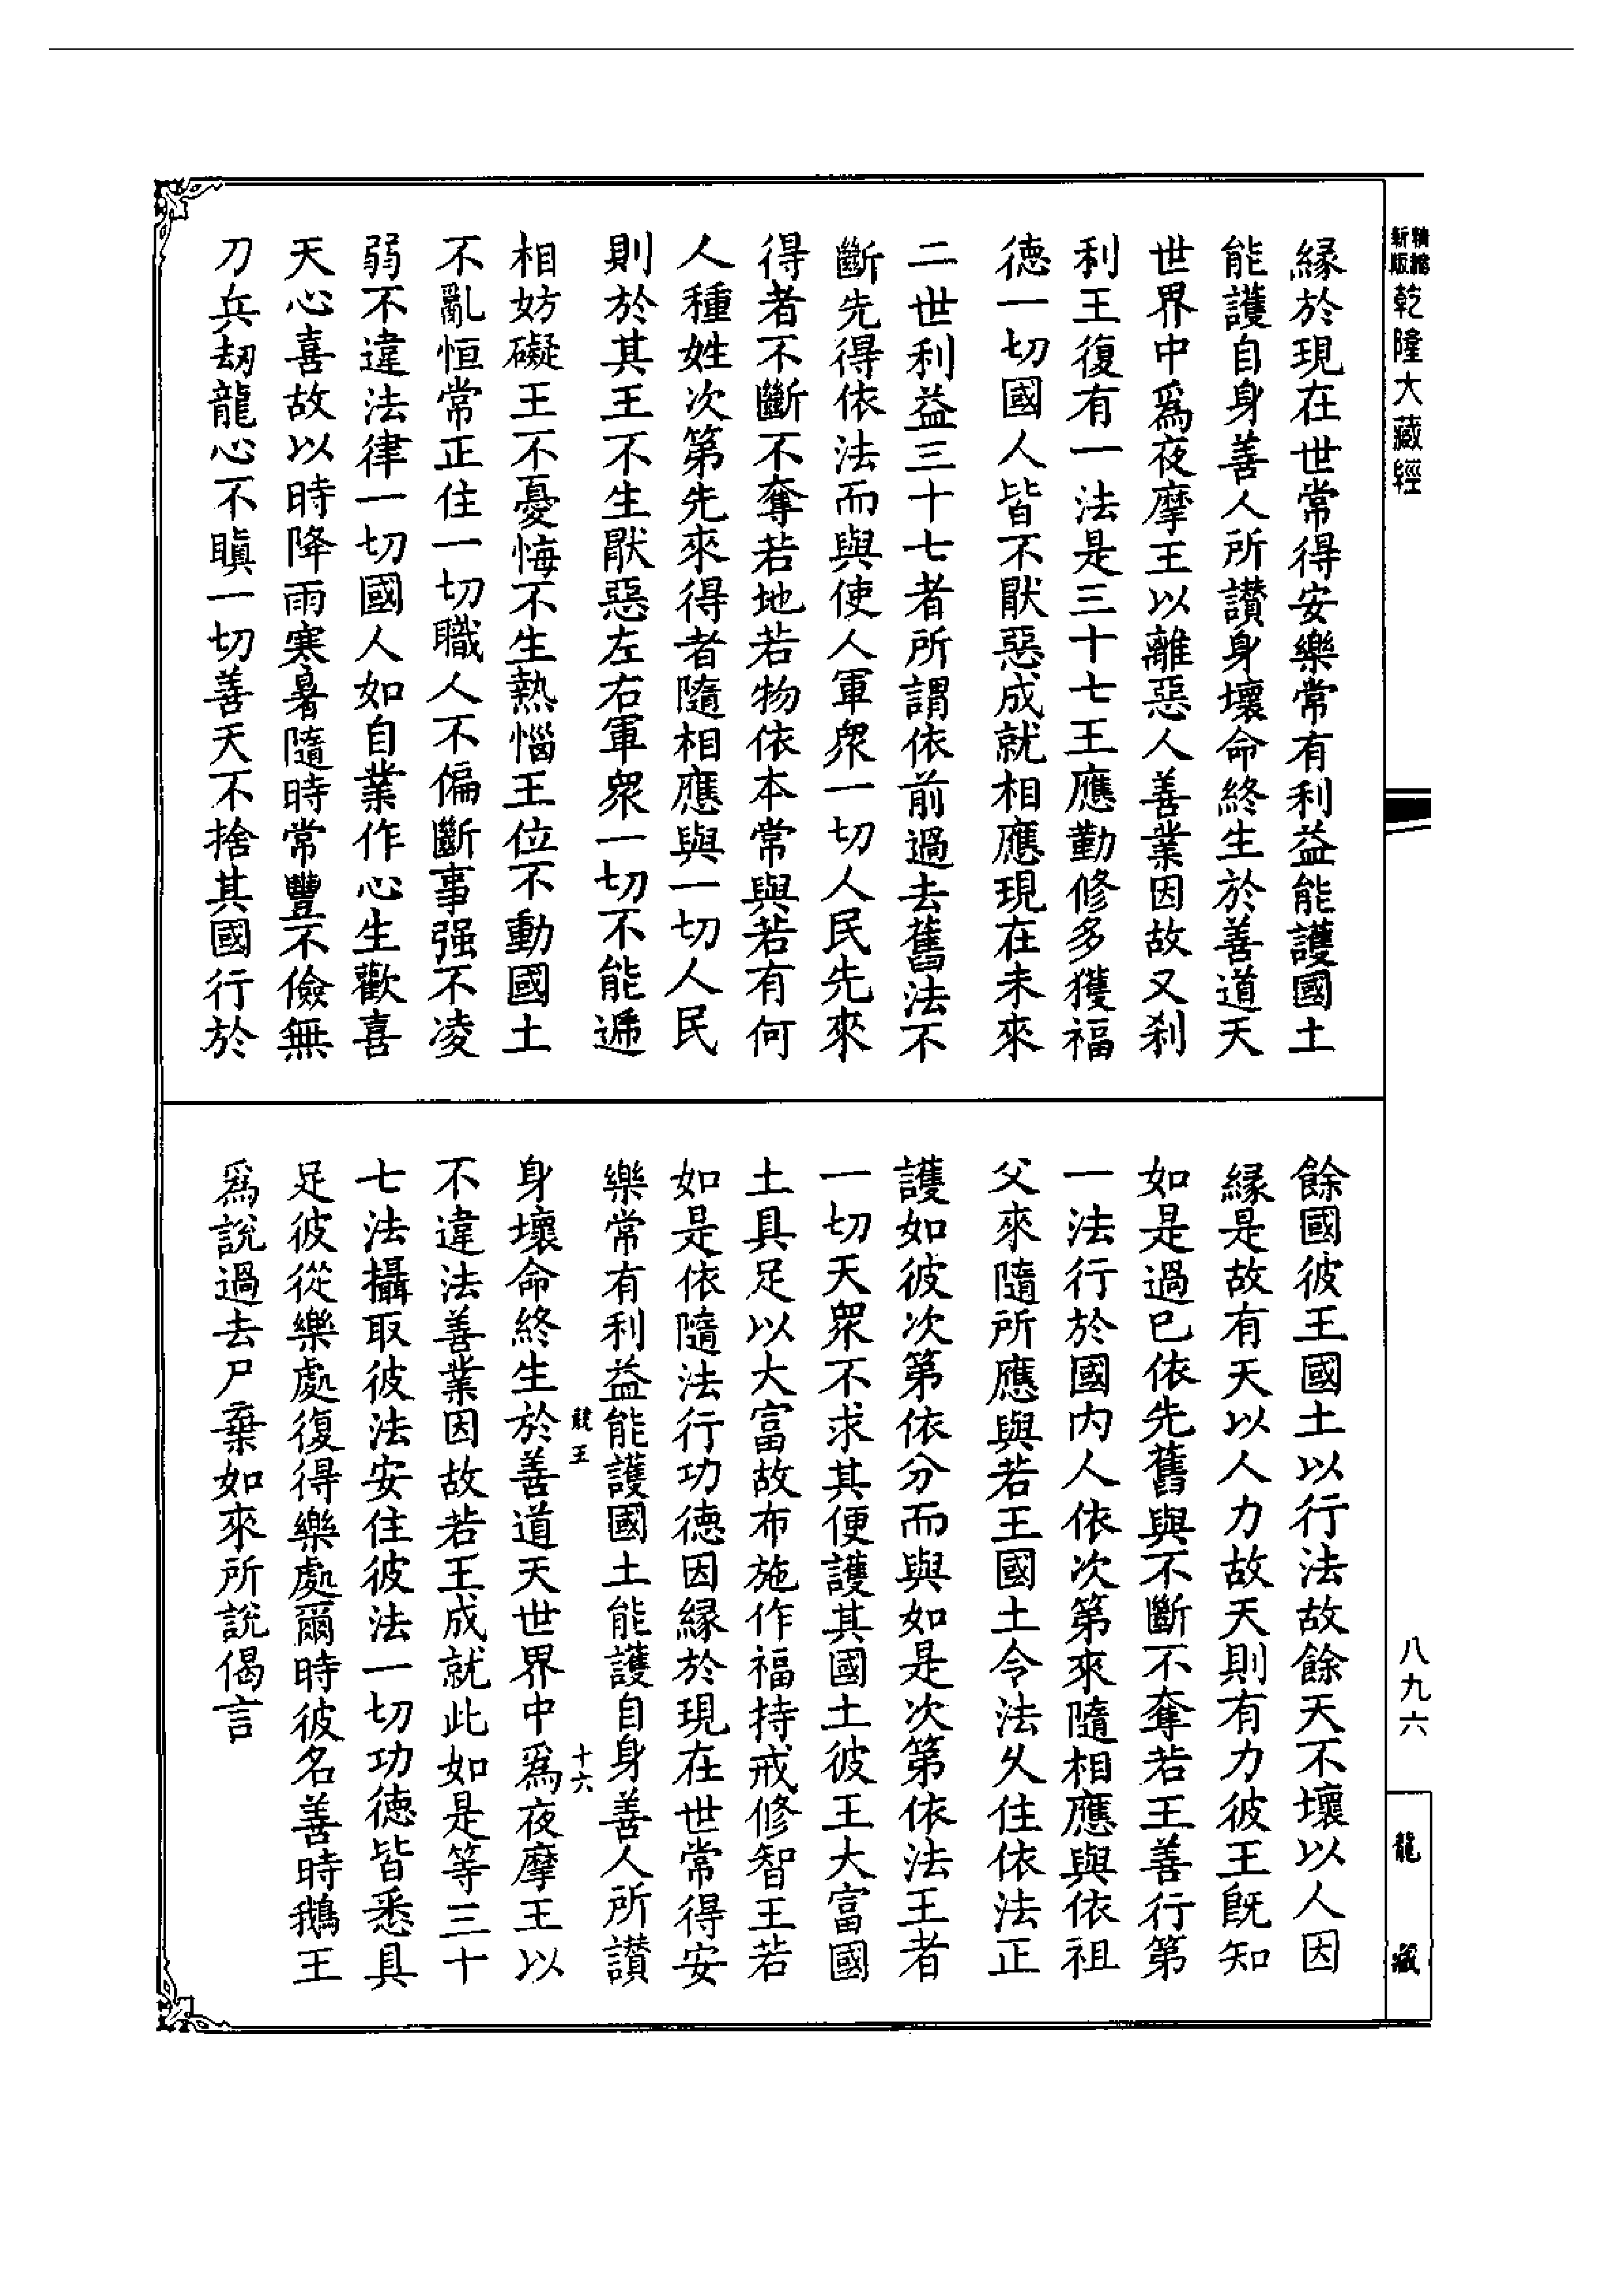 新版精縮乾隆大藏經
緣於現在世常得安樂常有利益能護國土
能護自身善人所讚身壞命終生於善道天
世界中為夜摩王以離惡人善業因故又剎
利王復有一法是三十七王應勤修多獲福
德一切國人皆不厭惡成就相應現在未來
二世利益三十七者所謂依前過去舊法不
斷先得依法而與使人軍眾一切人民先來
得者不斷不奪若地若物依本常與若有何
人種姓次第先來得者隨相應與一切人民
則於其王不生厭惡左右軍眾一切不能遞
相妨礙王不憂悔不生熱惱王位不動國土
不亂恒常正住一切職人不偏斷事强不凌
弱不違法律一切國人如自業作心生歡喜
天心喜故以時降雨寒暑隨時常豐不儉無
刀兵劫龍心不瞋一切善天不捨其國行於
餘國彼王國土以行法故餘天不壞以人因
緣是故有天以人力故天則有力彼王既知
如是過已依先舊與不斷不奪若王善行第
一法行於國內人依次第來隨相應與依祖
父來隨所應與若王國土令法久住依法正
護如彼次第依分而與如是次第依法王者
一切天眾不求其便護其國土彼王大富國
土具足以大富故布施作福持戒修智王若
如是依隨法行功德因緣於現在世常得安
樂常有利益能護國土能護自身善人所讚
身壞命終生於善道天世界中為夜摩王以
不違法善業因故若王成就此如是等三十
七法攝取彼法安住彼法一切功德皆悉具
足彼從樂處復得樂處爾時彼名善時鵝王
為說過去尸棄如來所說偈言
競王
十六
八九六
龍藏